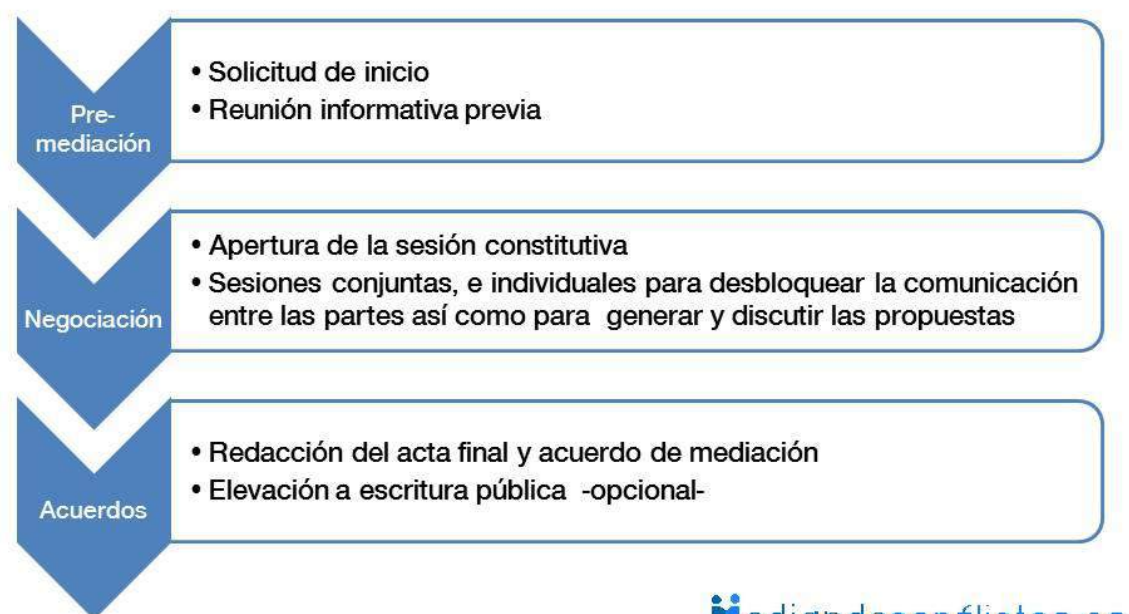 Pre-
mediación
• Solicitud de inicio
• Reunión informativa previa
Negociación
• Apertura de la sesión constitutiva
• Sesiones conjuntas, e individuales para desbloquear la comunicación
entre las partes así como para generar y discutir las propuestas
Acuerdos
• Redacción del acta final y acuerdo de mediación
• Elevación a escritura pública -opcional-